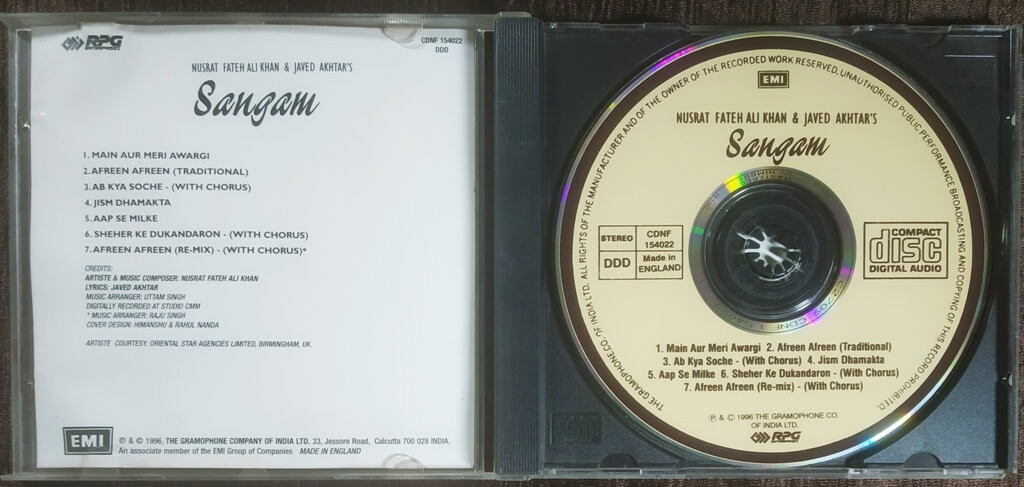 RPG
ENTERPRISES
CDNF 154022
DDD
NUSRAT FATEH ALI KHAN & JAVED AKHTAR'S
Sangam
1. MAIN AUR MERI AWARGI
2. AFREEN AFREEN (TRADITIONAL)
3. AB KYA SOCHE - (WITH CHORUS)
4. JISM DHAMAKTA
5. AAP SE MILKE
6. SHEHER KE DUKANDARON - (WITH CHORUS)
7. AFREEN AFREEN (RE-MIX) - (WITH CHORUS)*
CREDITS:
ARTISTE & MUSIC COMPOSER: NUSRAT FATEH ALI KHAN
LYRICS: JAVED AKHTAR
MUSIC ARRANGER: UTTAM SINGH
DIGITALLY RECORDED AT STUDIO CMM
* MUSIC ARRANGER: RAJU SINGH
COVER DESIGN: HIMANSHU & RAHUL NANDA
ARTISTE COURTESY: ORIENTAL STAR AGENCIES LIMITED, BIRMINGHAM, UK.
EMI
℗ & © 1996, THE GRAMOPHONE COMPANY OF INDIA LTD. 33, Jessore Road, Calcutta 700 028 INDIA.
An associate member of the EMI Group of Companies MADE IN ENGLAND
THE GRAMOPHONE CO. OF INDIA LTD. ALL RIGHTS OF THE MANUFACTURER AND OF THE OWNER OF THE RECORDED WORK RESERVED, UNAUTHORISED PUBLIC PERFORMANCE BROADCASTING AND COPYING OF THIS RECORD PROHIBITED.
EMI
NUSRAT FATEH ALI KHAN & JAVED AKHTAR'S
Sangam
STEREO
CDNF
154022
DDD
Made in
ENGLAND
COMPACT
disc
DIGITAL AUDIO
1. Main Aur Meri Awargi 2. Afreen Afreen (Traditional)
3. Ab Kya Soche - (With Chorus) 4. Jism Dhamakta
5. Aap Se Milke 6. Sheher Ke Dukandaron - (With Chorus)
7. Afreen Afreen (Re-mix) - (With Chorus)
℗ & © 1996 THE GRAMOPHONE CO.
OF INDIA LTD.
RPG